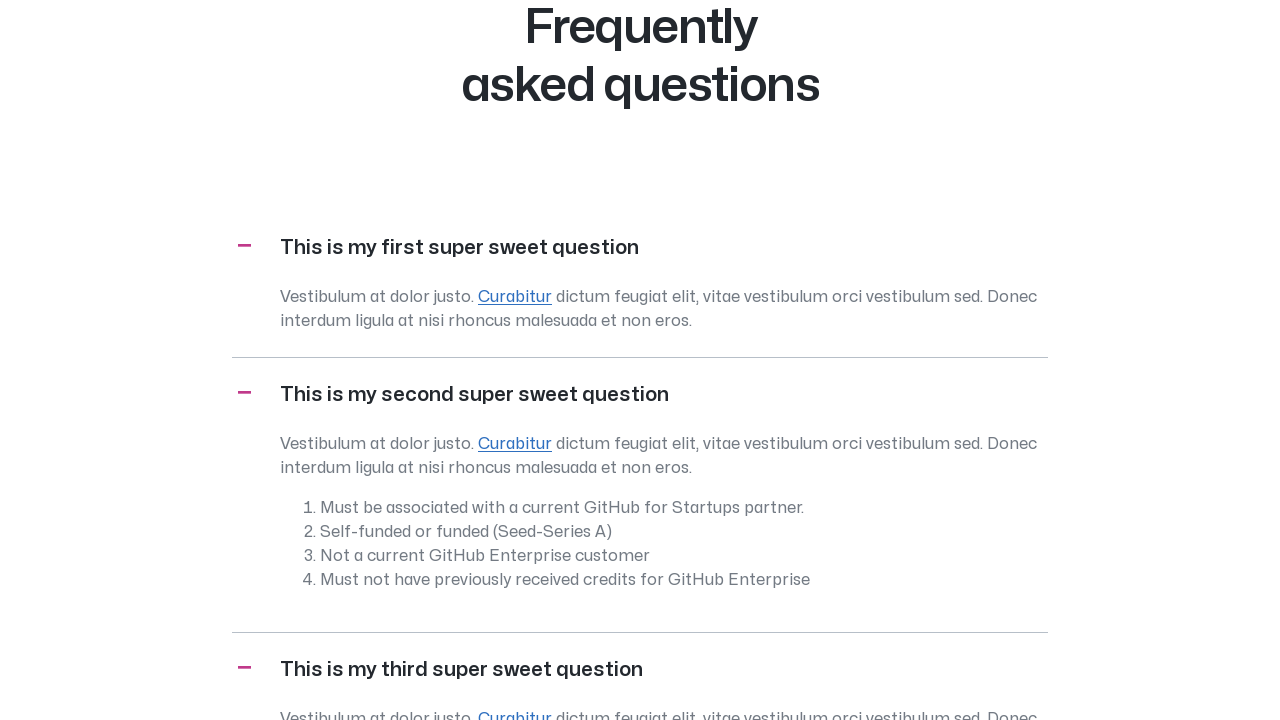 Frequently
asked questions
This is my first super sweet question
Vestibulum at dolor justo. Curabitur dictum feugiat elit, vitae vestibulum orci vestibulum sed. Donec
interdum ligula at nisi rhoncus malesuada et non eros.
This is my second super sweet question
Vestibulum at dolor justo. Curabitur dictum feugiat elit, vitae vestibulum orci vestibulum sed. Donec
interdum ligula at nisi rhoncus malesuada et non eros.
1. Must be associated with a current GitHub for Startups partner.
2. Self-funded or funded (Seed-Series A)
3. Not a current GitHub Enterprise customer
4. Must not have previously received credits for GitHub Enterprise
This is my third super sweet question
Vestibulum at dolor justo. Curabitur dictum feugiat elit, vitae vestibulum orci vestibulum sed. Donec